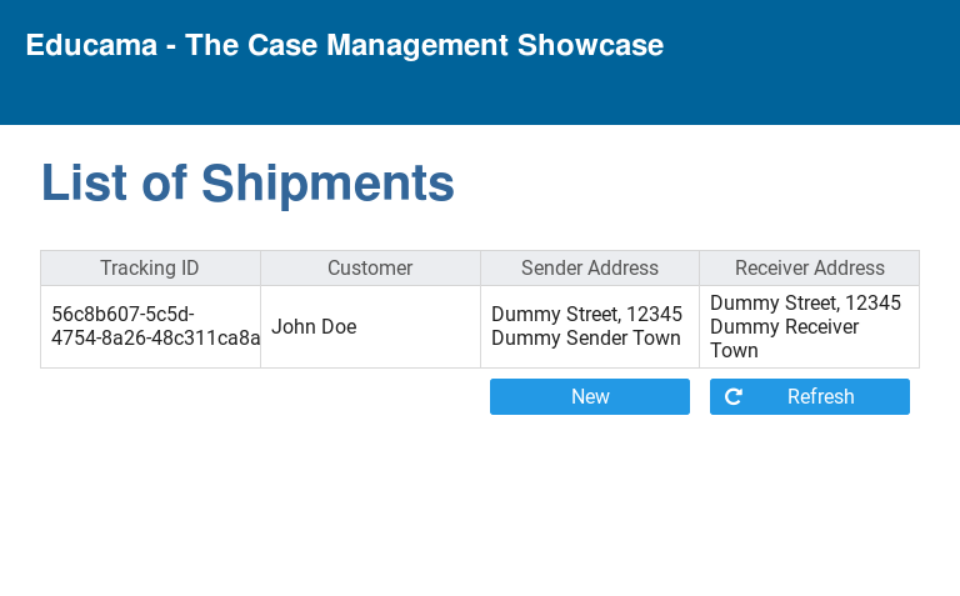 Educama - The Case Management Showcase
List of Shipments
Tracking ID Customer Sender Address Receiver Address
56c8b607-5c5d-
4754-8a26-48c311ca8a
John Doe
Dummy Street, 12345
Dummy Sender Town
Dummy Street, 12345
Dummy Receiver
Town
New
Refresh